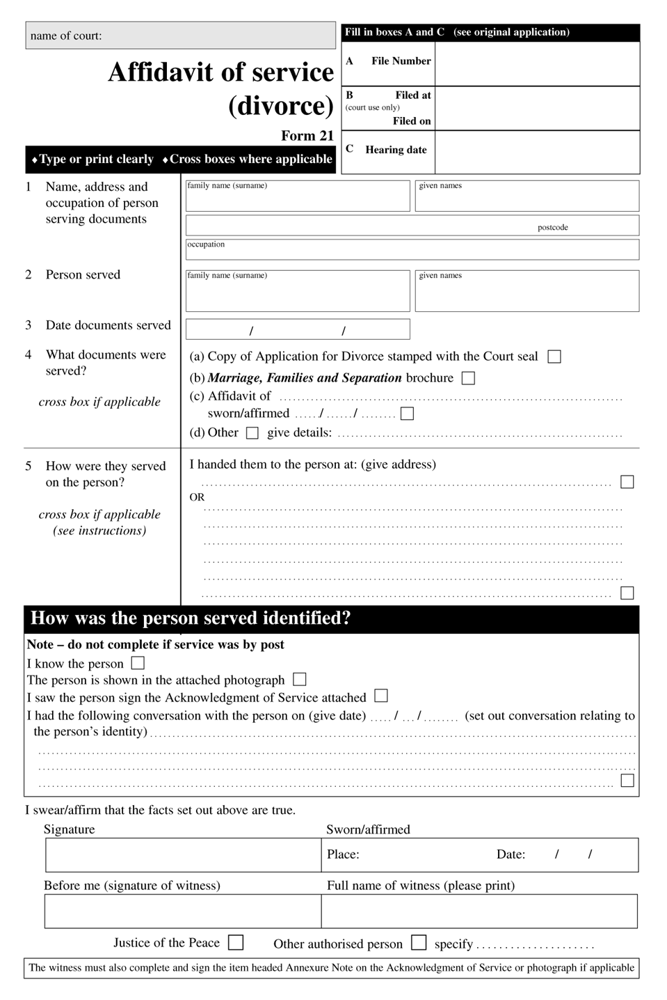 name of court:
Affidavit of service
(divorce)
Form 21
♦Type or print clearly ♦Cross boxes where applicable
Fill in boxes A and C (see original application)
A File Number
B Filed at
(court use only)
Filed on
C Hearing date
1 Name, address and
occupation of person
serving documents
family name (surname) given names
postcode
occupation
2 Person served
family name (surname) given names
3 Date documents served / /
4 What documents were
served?
cross box if applicable
(a) Copy of Application for Divorce stamped with the Court seal
(b) Marriage, Families and Separation brochure
(c) Affidavit of ........................................................
sworn/affirmed ....../ ....../ ........
(d) Other give details: ........................................................
5 How were they served
on the person?
cross box if applicable
(see instructions)
I handed them to the person at: (give address)
........................................................
OR
........................................................
........................................................
........................................................
........................................................
........................................................
........................................................
How was the person served identified?
Note – do not complete if service was by post
I know the person
The person is shown in the attached photograph
I saw the person sign the Acknowledgment of Service attached
I had the following conversation with the person on (give date) ..... / ... / ........ (set out conversation relating to
the person's identity) ........................................................
........................................................
........................................................
........................................................
I swear/affirm that the facts set out above are true.
Signature Sworn/affirmed
Place: Date: / /
Before me (signature of witness) Full name of witness (please print)
Justice of the Peace Other authorised person specify .....................
The witness must also complete and sign the item headed Annexure Note on the Acknowledgment of Service or photograph if applicable